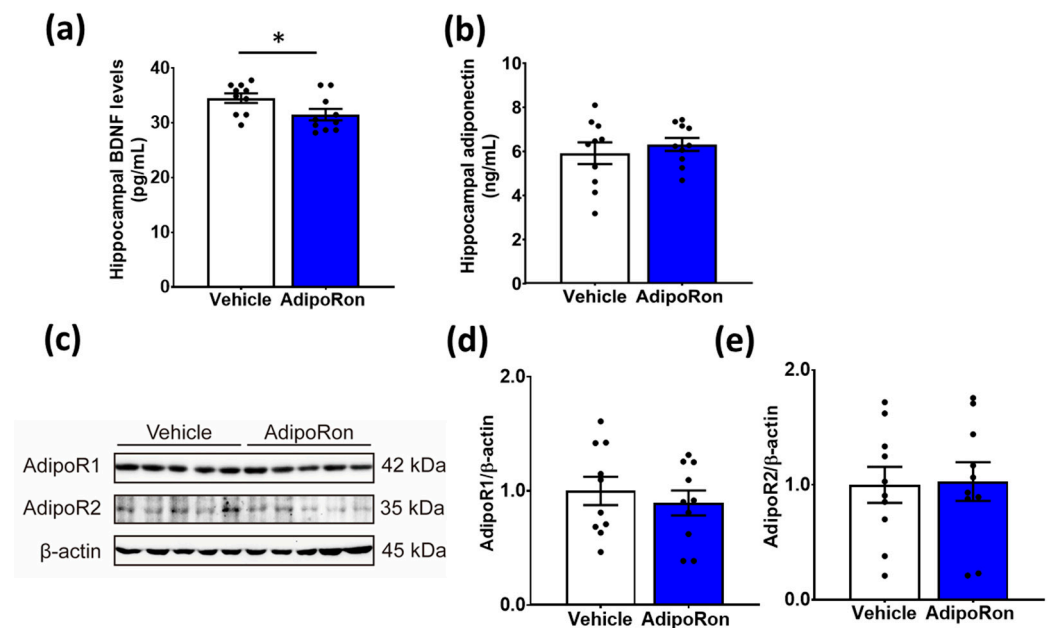 (a)
*
Hippocampal BDNF levels
(pg/mL)
40
30
20
10
0
Vehicle AdipoRon
(b)
Hippocampal adiponectin
(ng/mL)
10
8
6
4
2
0
Vehicle AdipoRon
(c)
Vehicle AdipoRon
AdipoR1 42 kDa
AdipoR2 35 kDa
β-actin 45 kDa
(d)
AdipoR1/β-actin
2.0
1.0
0.0
Vehicle AdipoRon
(e)
AdipoR2/β-actin
2.0
1.0
0.0
Vehicle AdipoRon